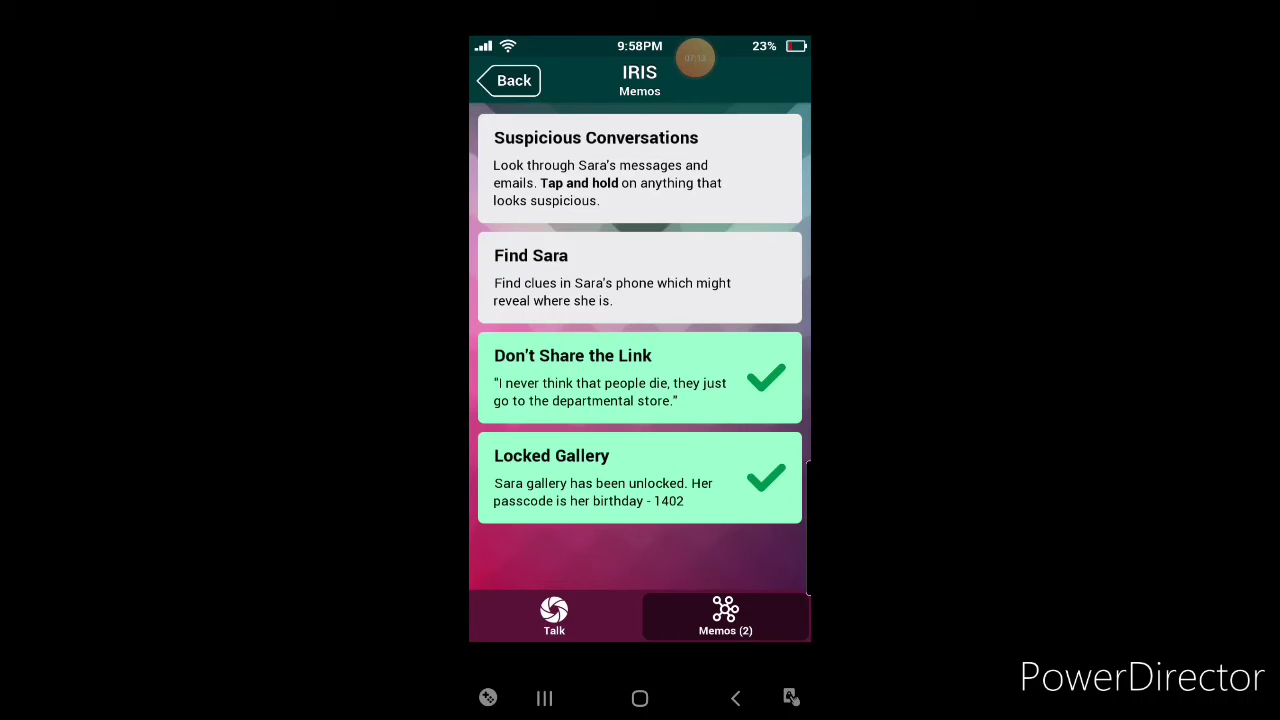 9:58PM
23%
07:13
Back
IRIS
Memos
Suspicious Conversations
Look through Sara's messages and
emails. Tap and hold on anything that
looks suspicious.
Find Sara
Find clues in Sara's phone which might
reveal where she is.
Don't Share the Link
"I never think that people die, they just
go to the departmental store."
Locked Gallery
Sara gallery has been unlocked. Her
passcode is her birthday - 1402
Talk
Memos (2)
PowerDirector